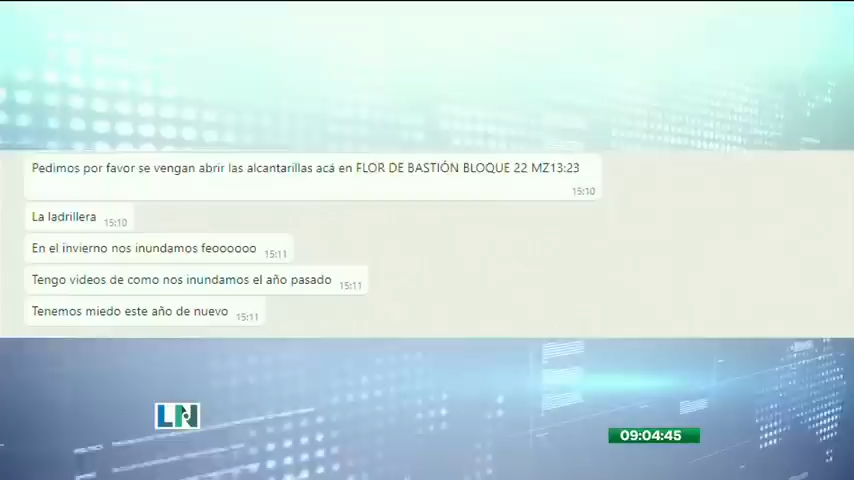 Pedimos por favor se vengan abrir las alcantarillas acá en FLOR DE BASTIÓN BLOQUE 22 MZ13:23
15:10
La ladrillera 15:10
En el invierno nos inundamos feoooooo 15:11
Tengo videos de como nos inundamos el año pasado 15:11
Tenemos miedo este año de nuevo 15:11
LN
09:04:45